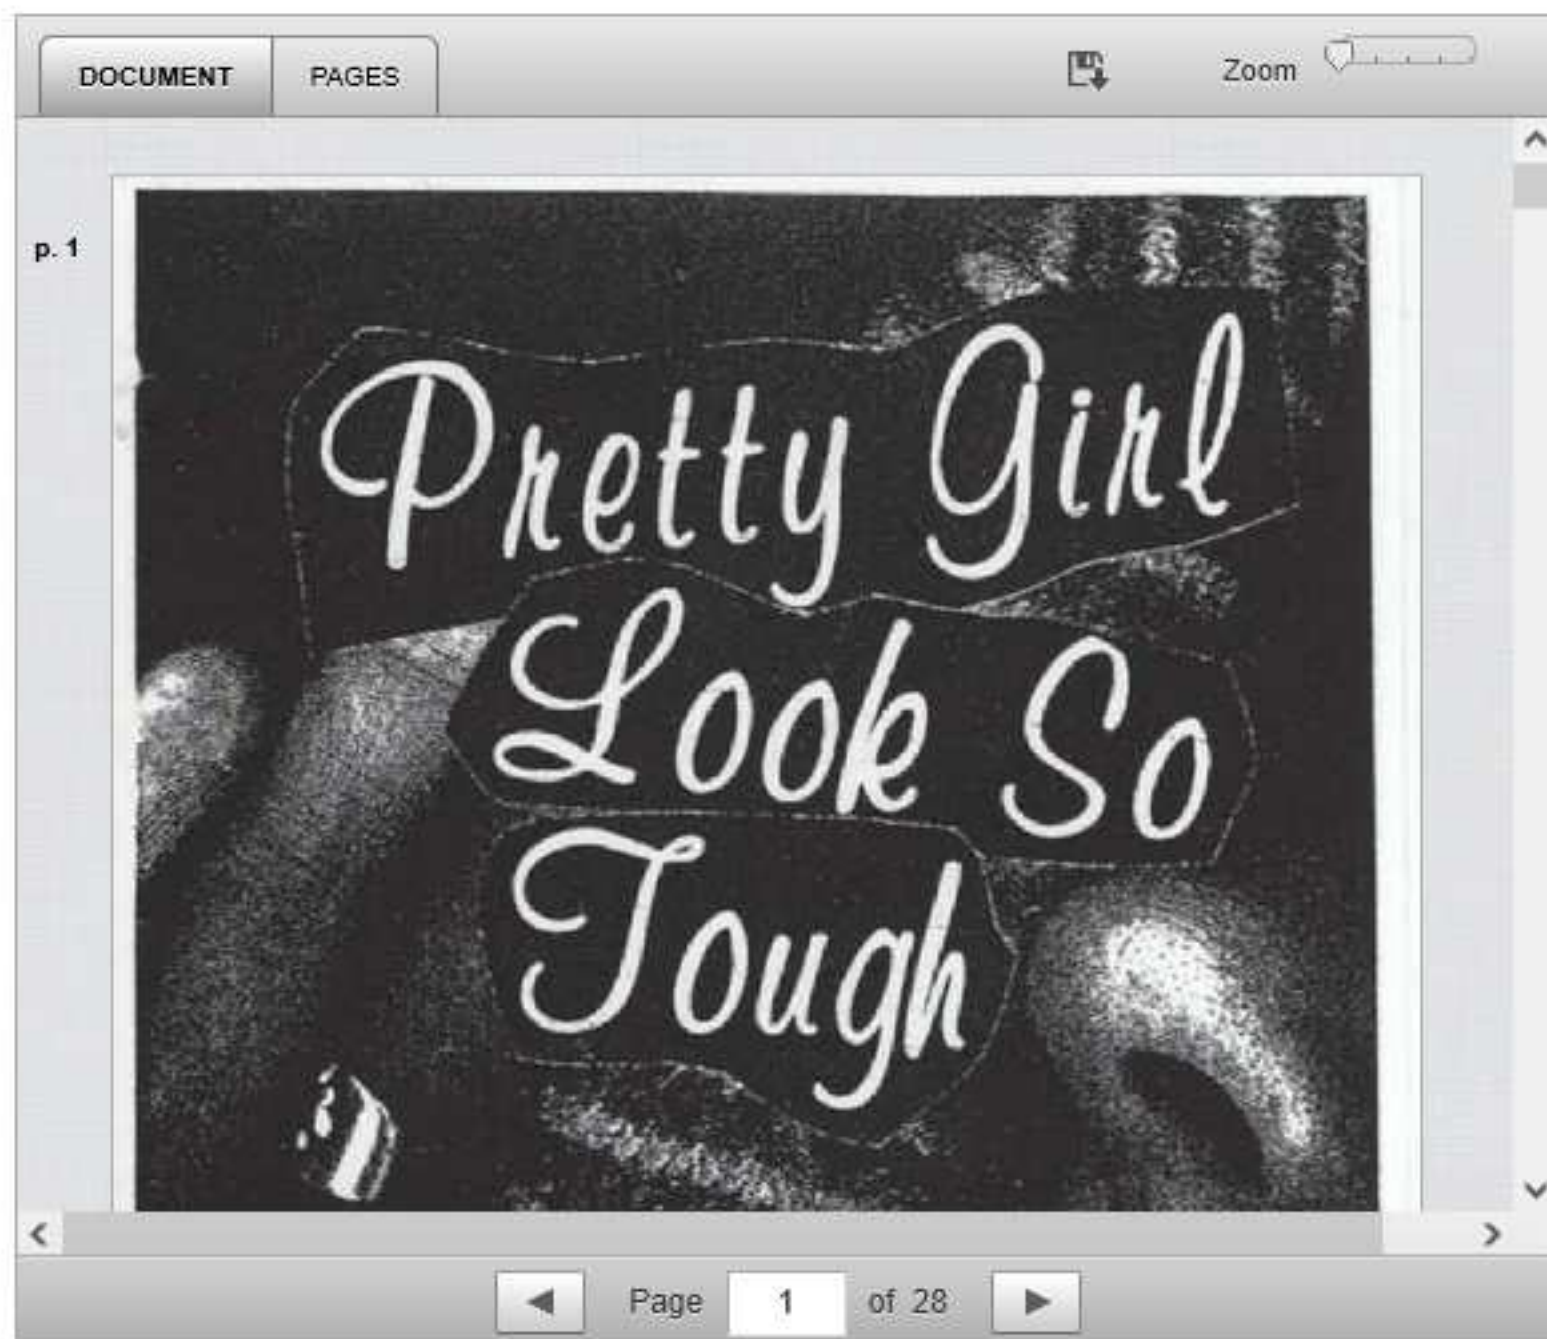 DOCUMENT PAGES Zoom
p. 1
Pretty Girl
Look So
Tough
Page 1 of 28